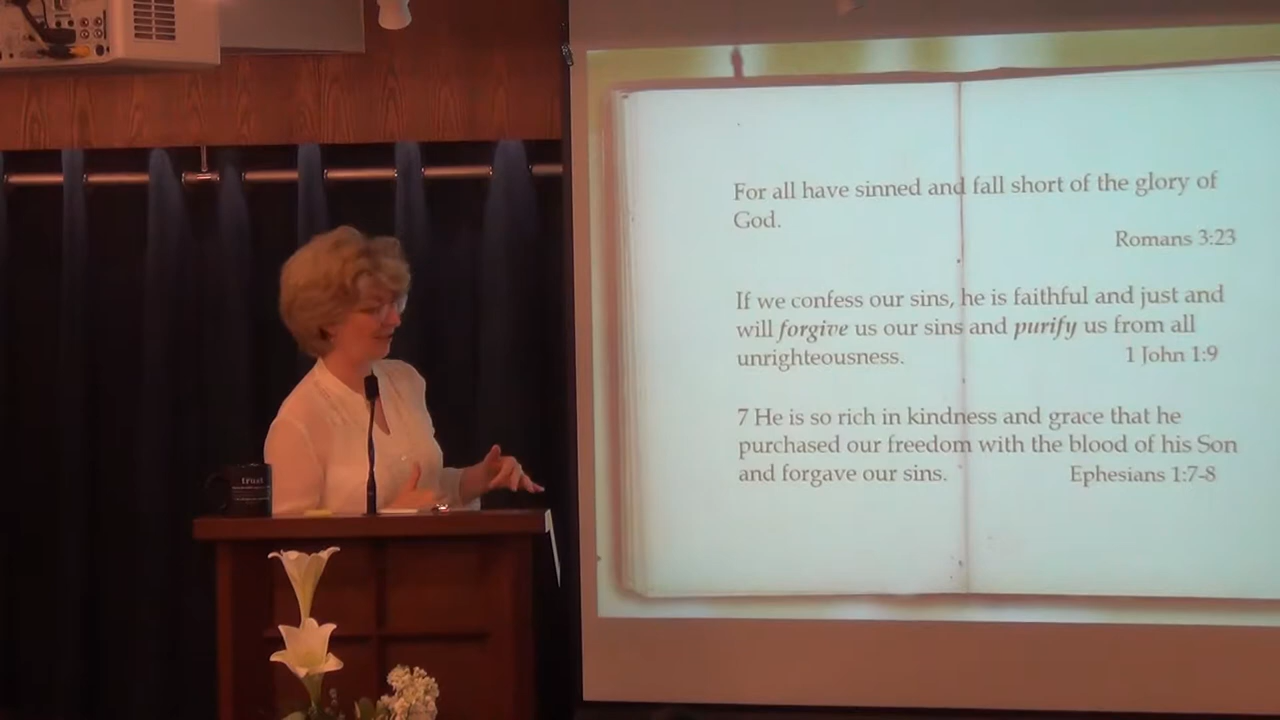 For all have sinned and fall short of the glory of
God.
Romans 3:23
If we confess our sins, he is faithful and just and
will forgive us our sins and purify us from all
unrighteousness. 1 John 1:9
7 He is so rich in kindness and grace that he
purchased our freedom with the blood of his Son
and forgave our sins. Ephesians 1:7-8
trust